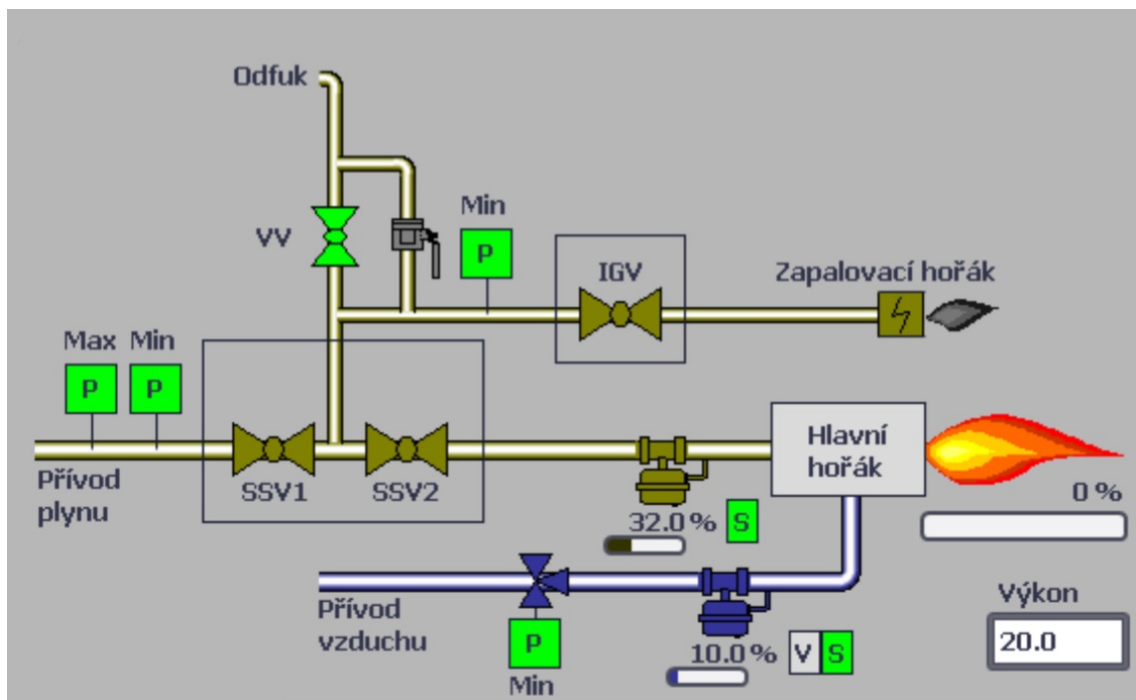 Odfuk
VV
Min
P
IGV
Zapalovací hořák
Max Min
P P
SSV1 SSV2
Přívod
plynu
Hlavní
hořák
0 %
32.0 % S
Přívod
vzduchu
P
Min
10.0 % V S
Výkon
20.0